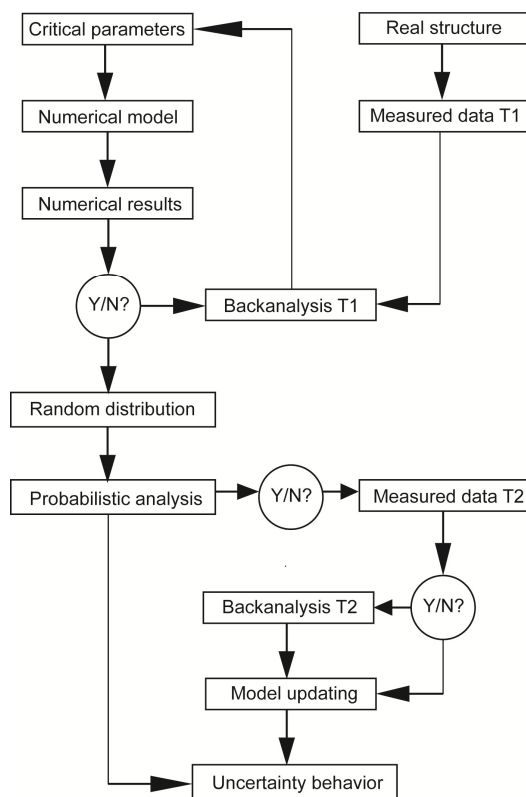 Critical parameters
Real structure
Numerical model
Measured data T1
Numerical results
Y/N?
Backanalysis T1
Random distribution
Probabilistic analysis
Y/N?
Measured data T2
Backanalysis T2
Y/N?
Model updating
Uncertainty behavior